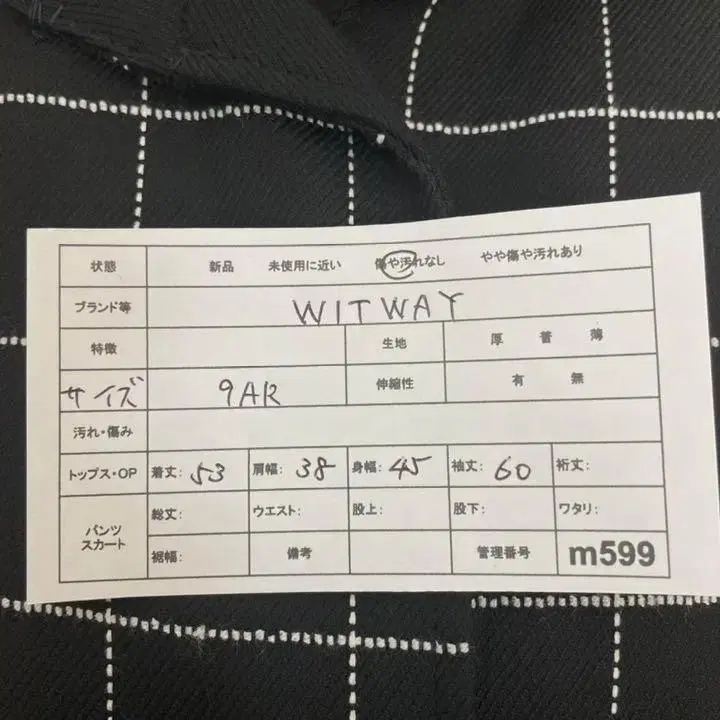 状態 新品 未使用に近い 傷や汚れなし やや傷や汚れあり
ブランド等 WITWAY
特徴 生地 厚 普 薄
サイズ 9AR 伸縮性 有 無
汚れ・傷み
トップス・OP 着丈: 53 肩幅: 38 身幅: 45 袖丈: 60 裄丈:
パンツ スカート 総丈: ウエスト: 股上: 股下: ワタリ:
裾幅: 備考 管理番号 m599